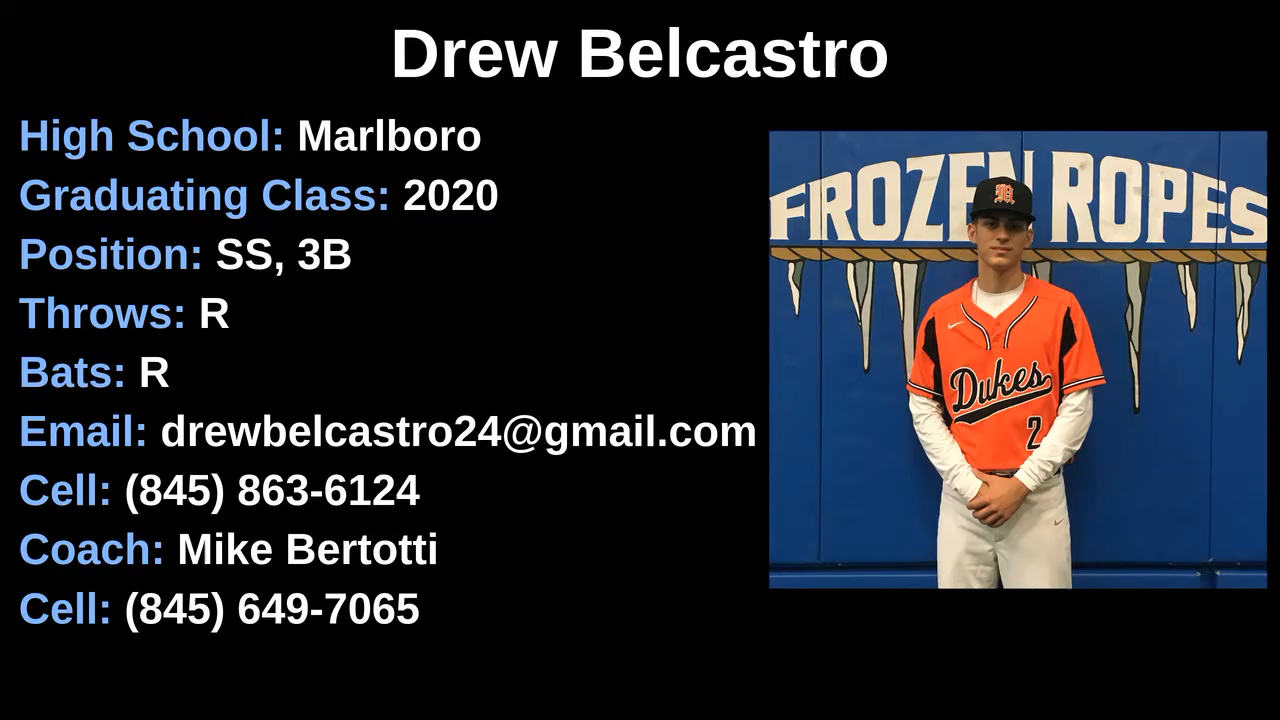 Drew Belcastro
High School: Marlboro
Graduating Class: 2020
Position: SS, 3B
Throws: R
Bats: R
Email: drewbelcastro24@gmail.com
Cell: (845) 863-6124
Coach: Mike Bertotti
Cell: (845) 649-7065
FROZEN ROPES
M
Dukes
2